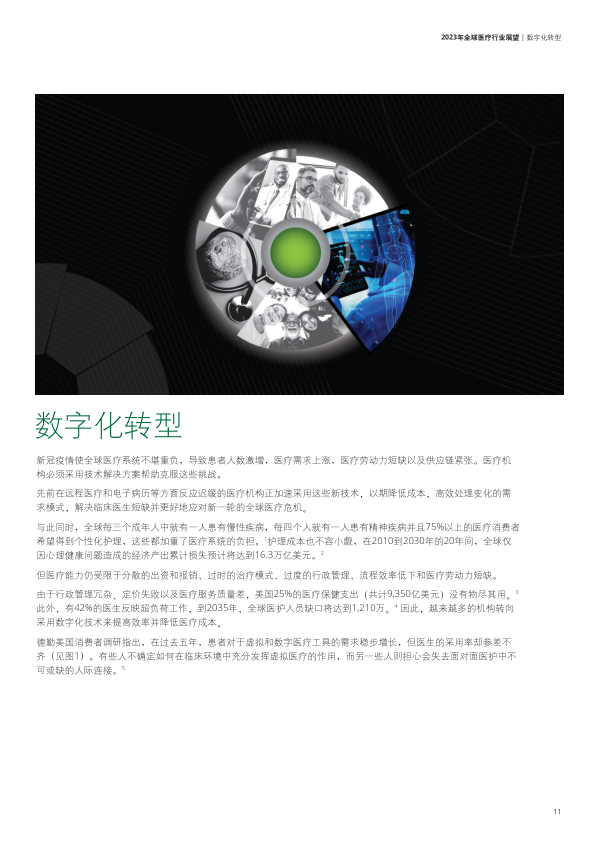 2023年全球医疗行业展望 | 数字化转型
数字化转型
新冠疫情使全球医疗系统不堪重负，导致患者人数激增，医疗需求上涨，医疗劳动力短缺以及供应链紧张。医疗机
构必须采用技术解决方案帮助克服这些挑战。
先前在远程医疗和电子病历等方面反应迟缓的医疗机构正加速采用这些新技术，以期降低成本，高效处理变化的需
求模式，解决临床医生短缺并更好地应对新一轮的全球医疗危机。
与此同时，全球每三个成年人中就有一人患有慢性疾病，每四个人就有一人患有精神疾病并且75%以上的医疗消费者
希望得到个性化护理，这些都加重了医疗系统的负担。¹护理成本也不容小觑，在2010到2030年的20年间，全球仅
因心理健康问题造成的经济产出累计损失预计将达到16.3万亿美元。²
但医疗能力仍受限于分散的出资和报销、过时的治疗模式、过度的行政管理、流程效率低下和医疗劳动力短缺。
由于行政管理冗杂、定价失败以及医疗服务质量差，美国25%的医疗保健支出（共计9,350亿美元）没有物尽其用。³
此外，有42%的医生反映超负荷工作，到2035年，全球医护人员缺口将达到1,210万。⁴ 因此，越来越多的机构转向
采用数字化技术来提高效率并降低医疗成本。
德勤美国消费者调研指出，在过去五年，患者对于虚拟和数字医疗工具的需求稳步增长，但医生的采用率却参差不
齐（见图1）。有些人不确定如何在临床环境中充分发挥虚拟医疗的作用，而另一些人则担心会失去面对面医护中不
可或缺的人际连接。⁵
11